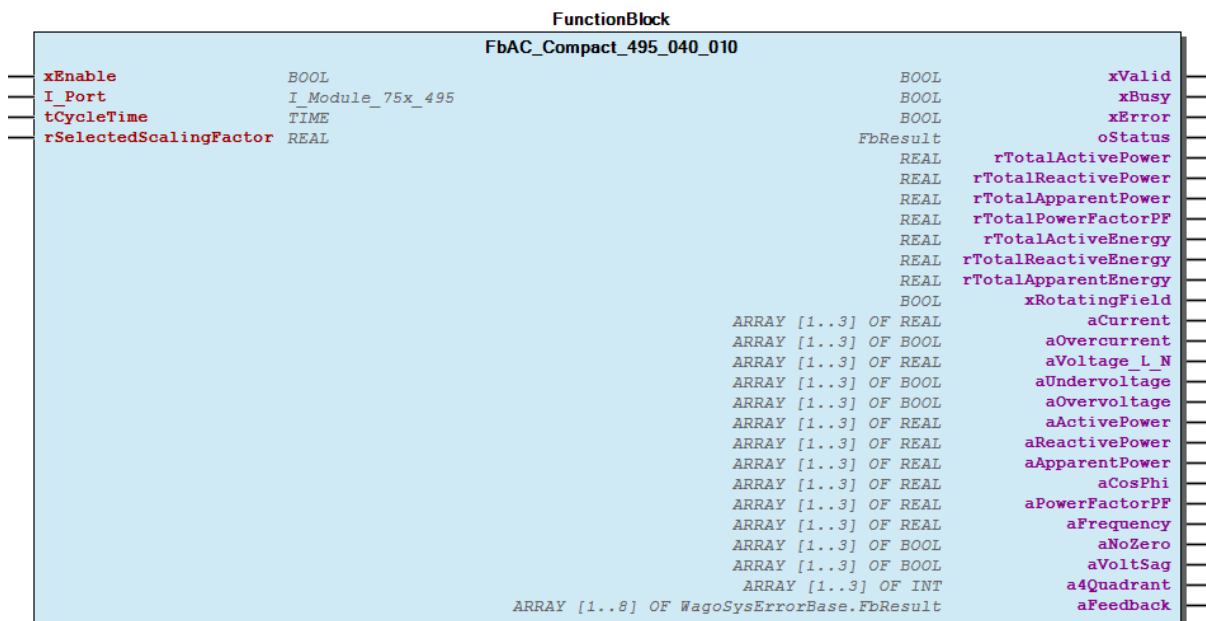 FunctionBlock
FbAC_Compact_495_040_010
xEnable BOOL BOOL xValid
I_Port I_Module_75x_495 BOOL xBusy
tCycleTime TIME BOOL xError
rSelectedScalingFactor REAL FbResult oStatus
REAL rTotalActivePower
REAL rTotalReactivePower
REAL rTotalApparentPower
REAL rTotalPowerFactorPF
REAL rTotalActiveEnergy
REAL rTotalReactiveEnergy
REAL rTotalApparentEnergy
BOOL xRotatingField
ARRAY [1..3] OF REAL aCurrent
ARRAY [1..3] OF BOOL aOvercurrent
ARRAY [1..3] OF REAL aVoltage_L_N
ARRAY [1..3] OF BOOL aUndervoltage
ARRAY [1..3] OF BOOL aOvervoltage
ARRAY [1..3] OF REAL aActivePower
ARRAY [1..3] OF REAL aReactivePower
ARRAY [1..3] OF REAL aApparentPower
ARRAY [1..3] OF REAL aCosPhi
ARRAY [1..3] OF REAL aPowerFactorPF
ARRAY [1..3] OF REAL aFrequency
ARRAY [1..3] OF BOOL aNoZero
ARRAY [1..3] OF BOOL aVoltSag
ARRAY [1..3] OF INT a4Quadrant
ARRAY [1..8] OF WagoSysErrorBase.FbResult aFeedback